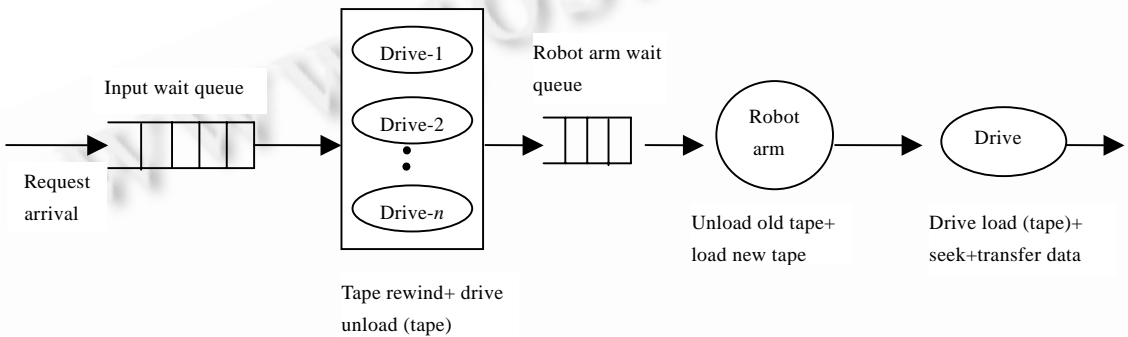 Input wait queue
Request
arrival
Drive-1
Drive-2
Drive-n
Tape rewind+ drive
unload (tape)
Robot arm wait
queue
Robot
arm
Unload old tape+
load new tape
Drive
Drive load (tape)+
seek+transfer data